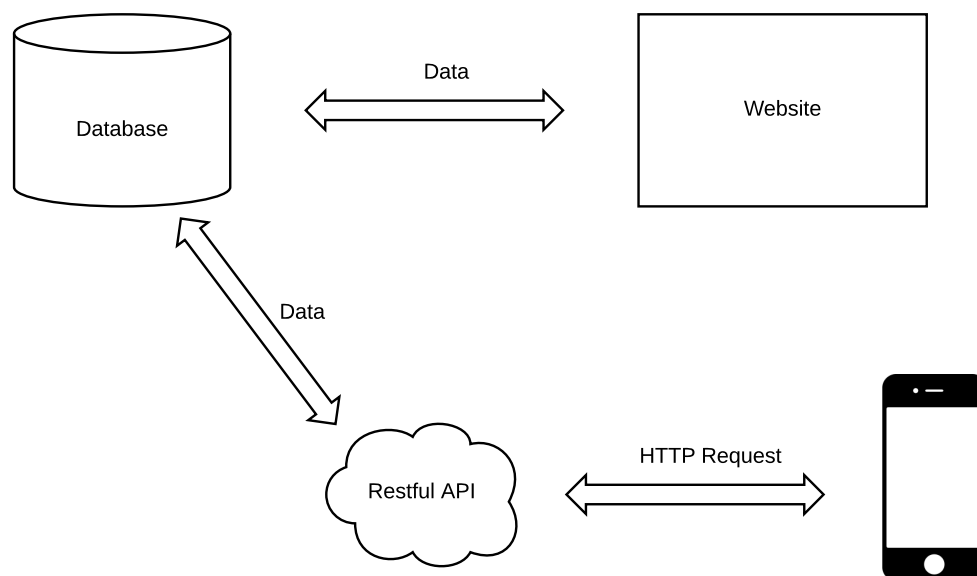 Data
Database
Website
Data
Restful API
HTTP Request